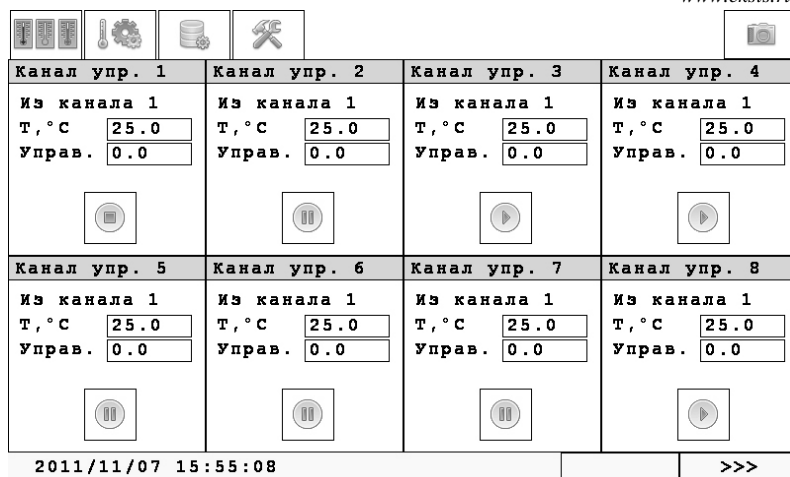 Канал упр. 1 Канал упр. 2 Канал упр. 3 Канал упр. 4
Из канала 1 Из канала 1 Из канала 1 Из канала 1
T,°C 25.0 T,°C 25.0 T,°C 25.0 T,°C 25.0
Управ. 0.0 Управ. 0.0 Управ. 0.0 Управ. 0.0
Канал упр. 5 Канал упр. 6 Канал упр. 7 Канал упр. 8
Из канала 1 Из канала 1 Из канала 1 Из канала 1
T,°C 25.0 T,°C 25.0 T,°C 25.0 T,°C 25.0
Управ. 0.0 Управ. 0.0 Управ. 0.0 Управ. 0.0
2011/11/07 15:55:08 >>>